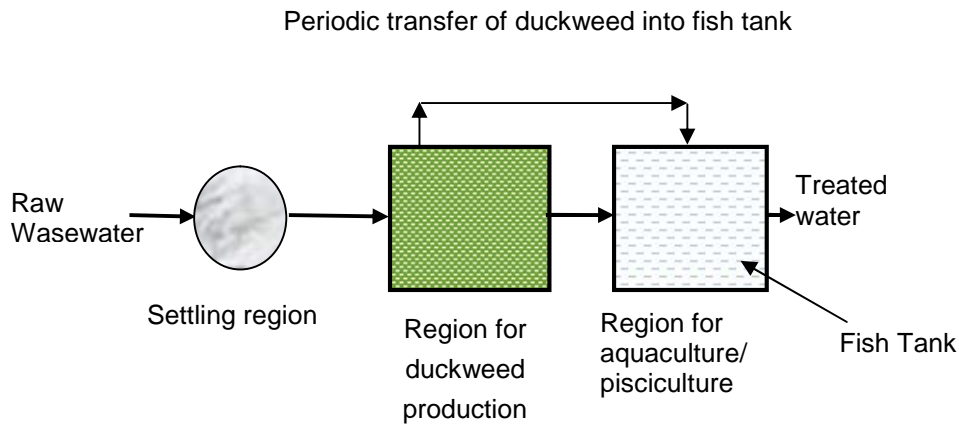 Periodic transfer of duckweed into fish tank
Raw
Wasewater
Treated
water
Settling region
Region for
duckweed
production
Region for
aquaculture/
pisciculture
Fish Tank